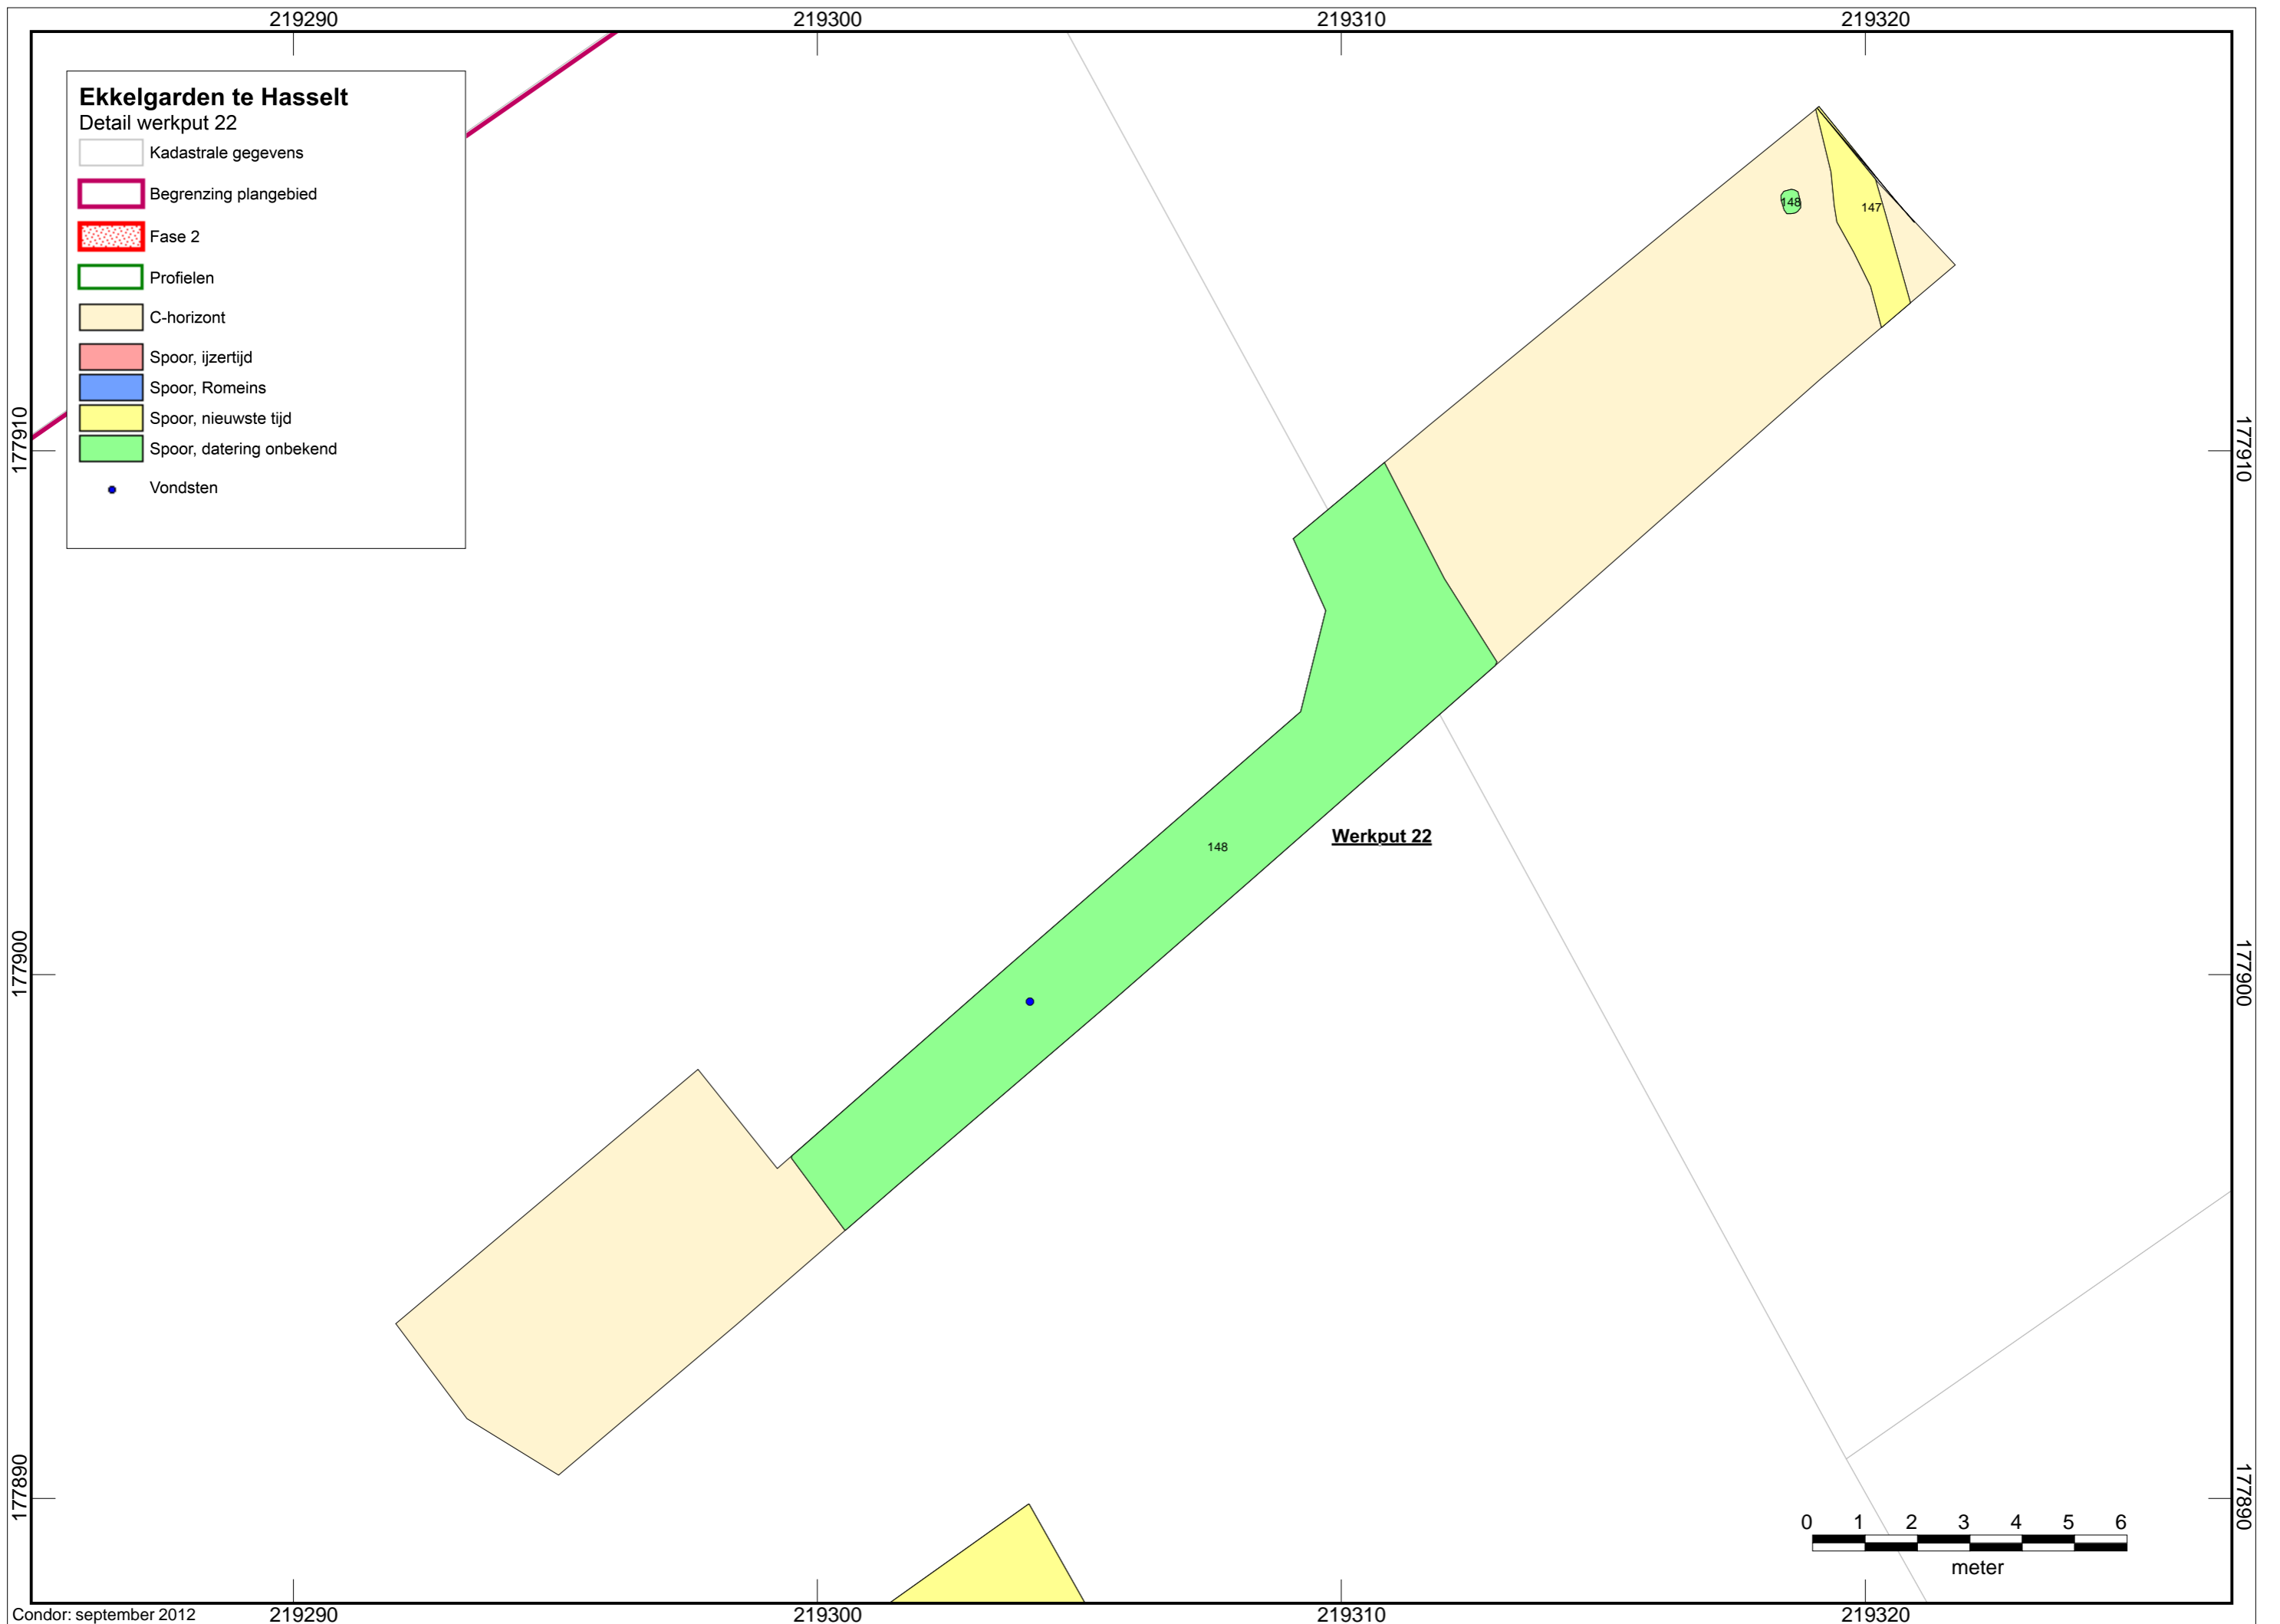 219290 219300 219310 219320
Ekkelgarden te Hasselt
Detail werkput 22
Kadastrale gegevens
Begrenzing plangebied
Fase 2
Profielen
C-horizont
Spoor, ijzertijd
Spoor, Romeins
Spoor, nieuwste tijd
Spoor, datering onbekend
Vondsten
148
147
177910
177910
Werkput 22
148
177900
177900
177890
177890
0 1 2 3 4 5 6
meter
Condor: september 2012
219290 219300 219310 219320